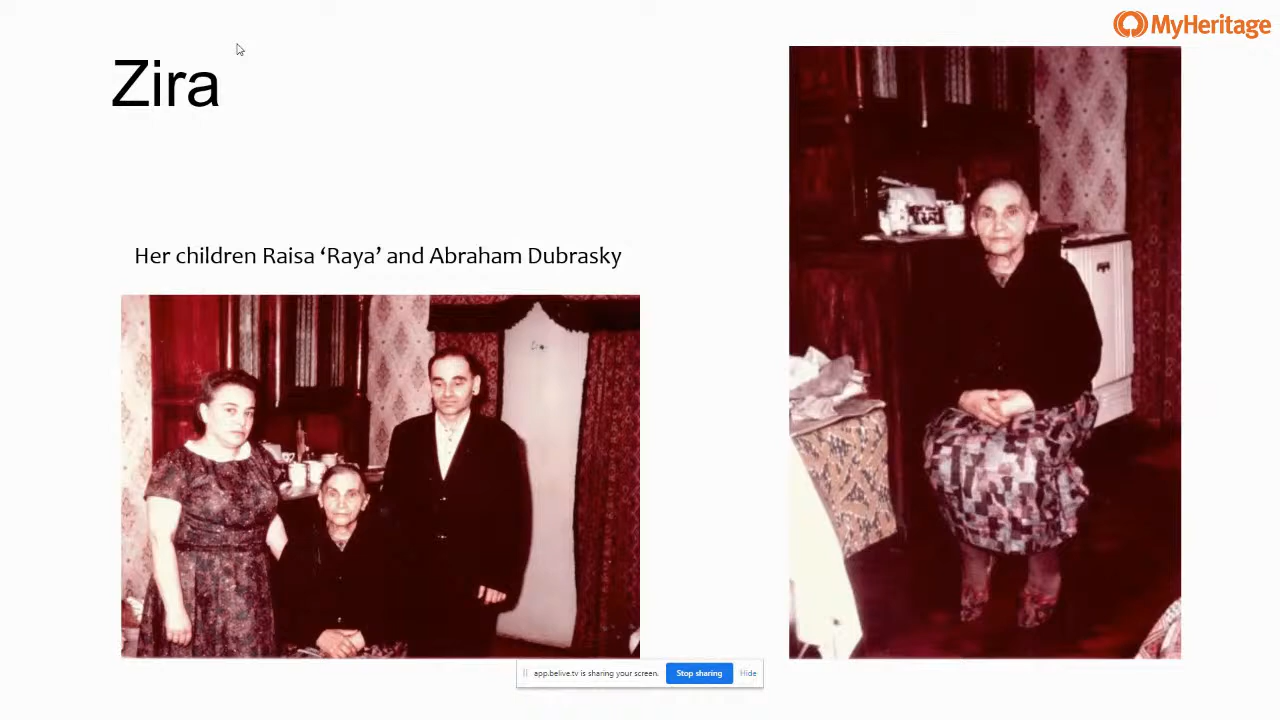 MyHeritage
Zira
Her children Raisa ‘Raya’ and Abraham Dubrasky
app.belive.tv is sharing your screen. Stop sharing Hide